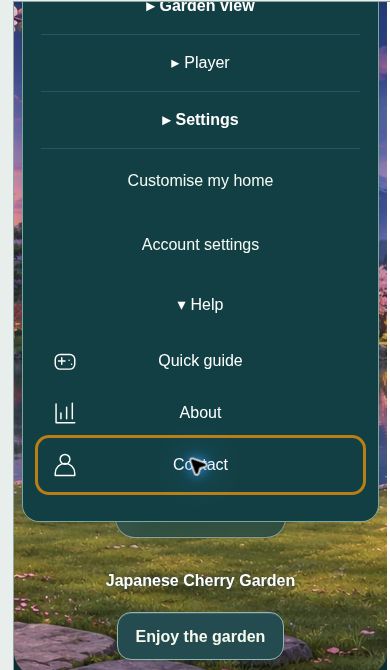 ▸ Garden view
▸ Player
▸ Settings
Customise my home
Account settings
▾ Help
Quick guide
About
Contact
Japanese Cherry Garden
Enjoy the garden